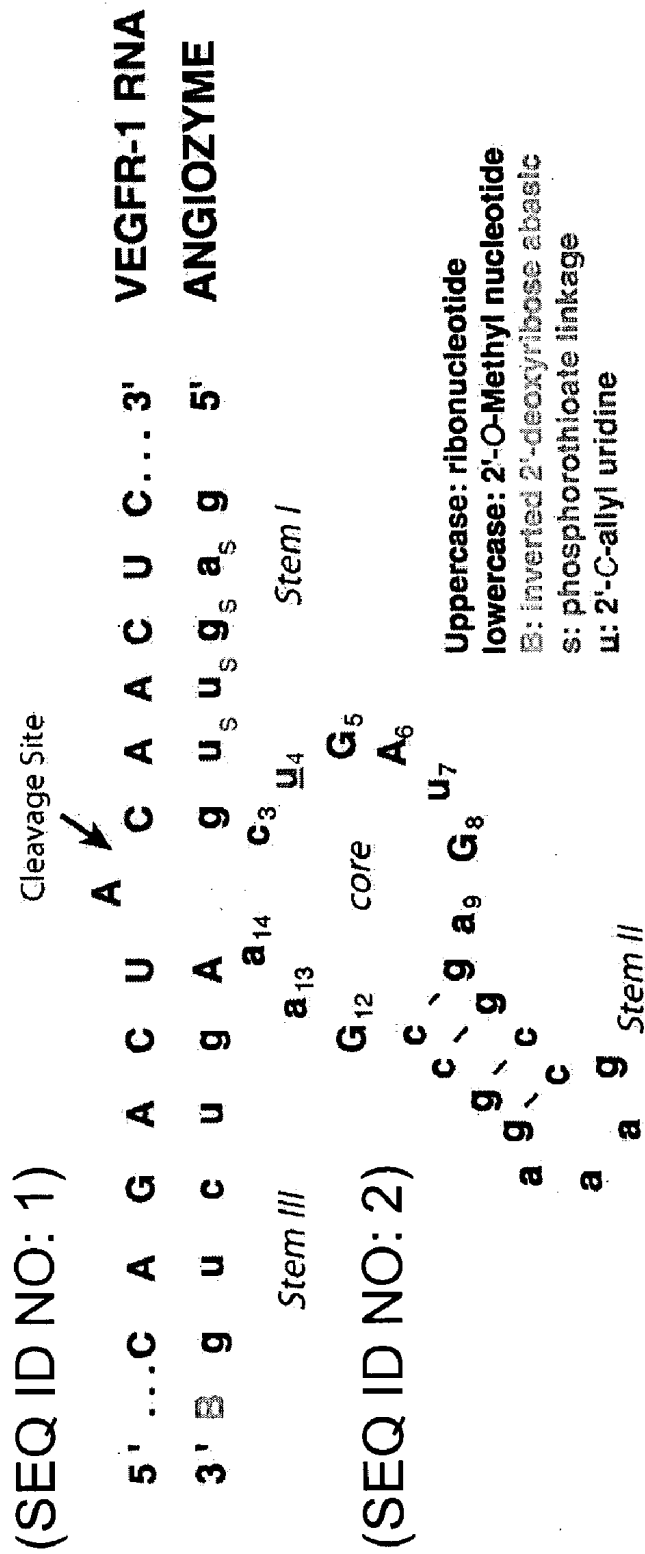 (SEQ ID NO: 1)
Cleavage Site
A
5' ...C A G A C U C A A C U C... 3' VEGFR-1 RNA
3' B g u c u g A g u s u s g s a s g 5' ANGIOZYME
Stem III
a14 c3
Stem I
a13 u4
G12 core G5
A6
u7
c g a9 G8
c g
g c
g c
a g
a a
Stem II
(SEQ ID NO: 2)
Uppercase: ribonucleotide
lowercase: 2'-O-Methyl nucleotide
B: inverted 2'-deoxyribose abasic
s: phosphorothioate linkage
u: 2'-C-allyl uridine